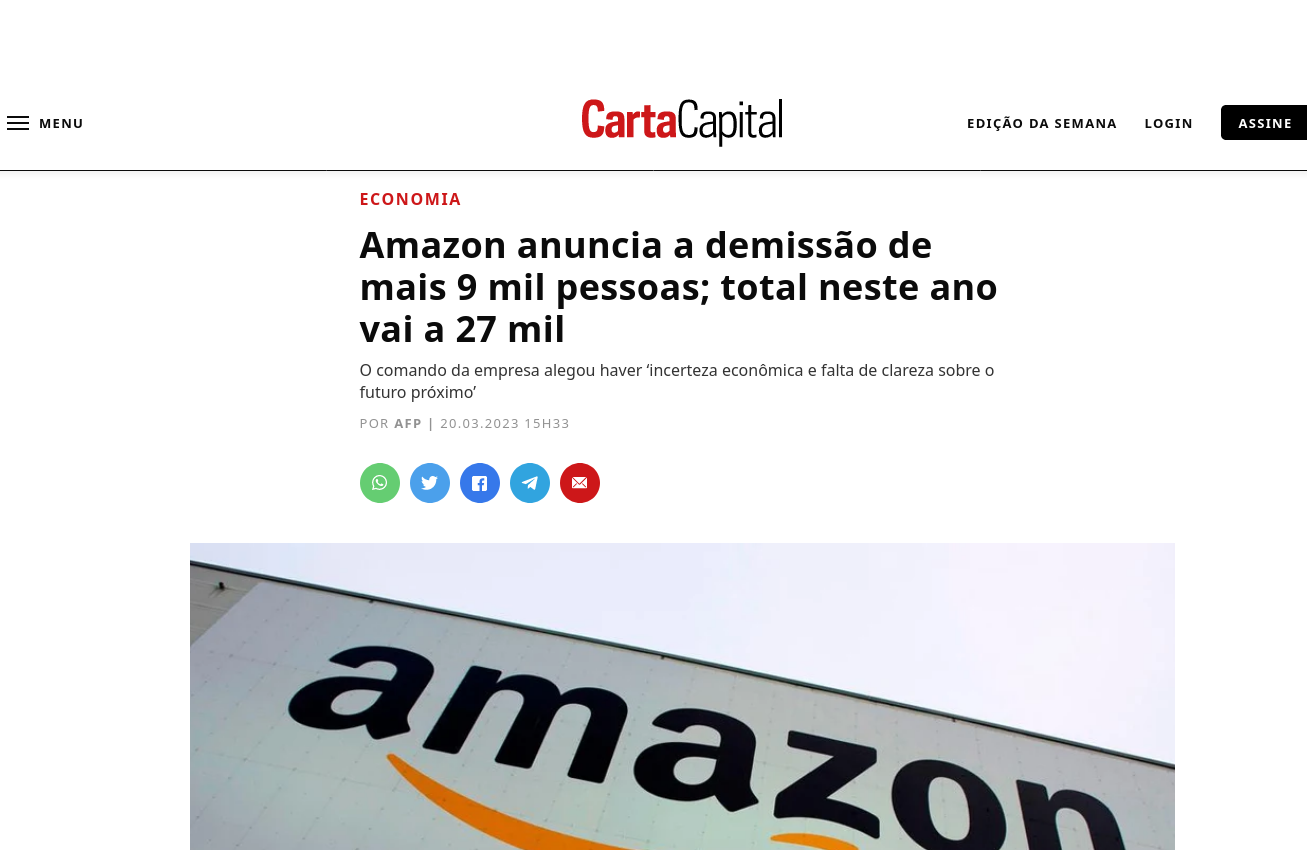 MENU
CartaCapital
EDIÇÃO DA SEMANA
LOGIN
ASSINE
ECONOMIA
Amazon anuncia a demissão de
mais 9 mil pessoas; total neste ano
vai a 27 mil
O comando da empresa alegou haver ‘incerteza econômica e falta de clareza sobre o
futuro próximo’
POR AFP | 20.03.2023 15H33
amazon